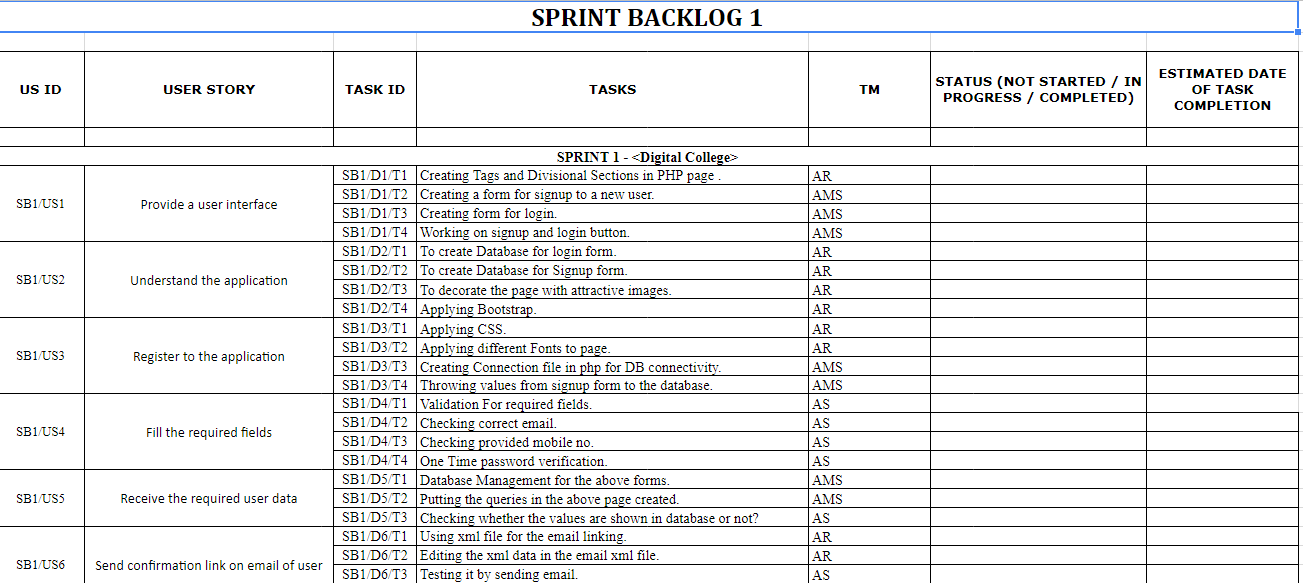 SPRINT BACKLOG 1
US ID USER STORY TASK ID TASKS TM STATUS (NOT STARTED / IN PROGRESS / COMPLETED) ESTIMATED DATE OF TASK COMPLETION
SPRINT 1 - <Digital College>
SB1/US1 Provide a user interface
SB1/D1/T1 Creating Tags and Divisional Sections in PHP page . AR
SB1/D1/T2 Creating a form for signup to a new user. AMS
SB1/D1/T3 Creating form for login. AMS
SB1/D1/T4 Working on signup and login button. AMS
SB1/US2 Understand the application
SB1/D2/T1 To create Database for login form. AR
SB1/D2/T2 To create Database for Signup form. AR
SB1/D2/T3 To decorate the page with attractive images. AR
SB1/D2/T4 Applying Bootstrap. AR
SB1/US3 Register to the application
SB1/D3/T1 Applying CSS. AR
SB1/D3/T2 Applying different Fonts to page. AR
SB1/D3/T3 Creating Connection file in php for DB connectivity. AMS
SB1/D3/T4 Throwing values from signup form to the database. AMS
SB1/US4 Fill the required fields
SB1/D4/T1 Validation For required fields. AS
SB1/D4/T2 Checking correct email. AS
SB1/D4/T3 Checking provided mobile no. AS
SB1/D4/T4 One Time password verification. AS
SB1/US5 Receive the required user data
SB1/D5/T1 Database Management for the above forms. AMS
SB1/D5/T2 Putting the queries in the above page created. AMS
SB1/D5/T3 Checking whether the values are shown in database or not? AS
SB1/US6 Send confirmation link on email of user
SB1/D6/T1 Using xml file for the email linking. AR
SB1/D6/T2 Editing the xml data in the email xml file. AR
SB1/D6/T3 Testing it by sending email. AS